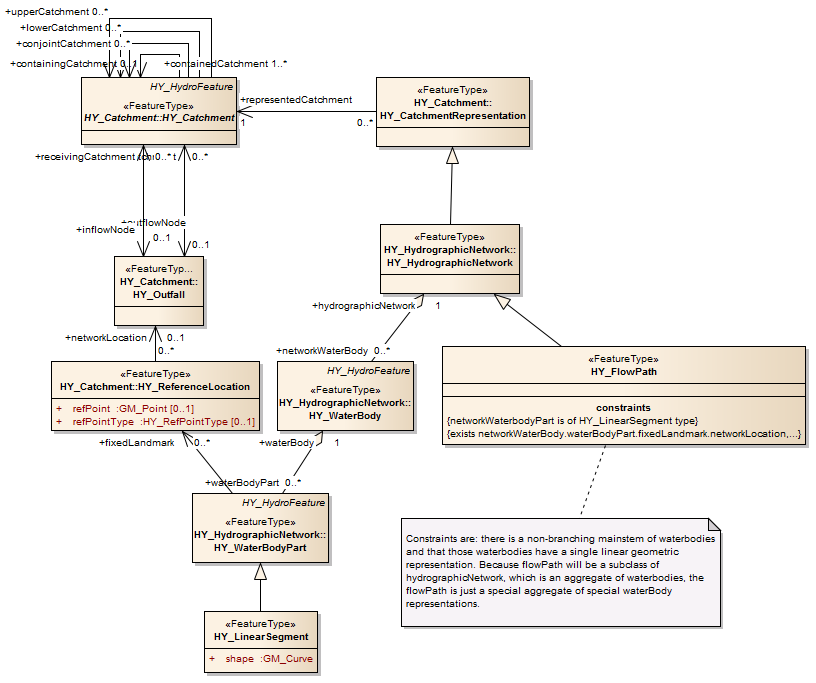 +upperCatchment 0..*
+lowerCatchment 0..*
+conjointCatchment 0..*
+containingCatchment 0..1
+containedCatchment 1..*
HY_HydroFeature
«FeatureType»
HY_Catchment::HY_Catchment
+representedCatchment
1
0..*
«FeatureType»
HY_Catchment::
HY_CatchmentRepresentation
+receivingCatchment
0..*
0..*
+inflowNode
0..1
0..1
«FeatureTyp...
HY_Catchment::
HY_Outfall
«FeatureType»
HY_HydrographicNetwork::
HY_HydrographicNetwork
+hydrographicNetwork
1
+networkLocation
0..1
0..*
+networkWaterBody 0..*
«FeatureType»
HY_Catchment::HY_ReferenceLocation
+ refPoint :GM_Point [0..1]
+ refPointType :HY_RefPointType [0..1]
HY_HydroFeature
«FeatureType»
HY_HydrographicNetwork::
HY_WaterBody
«FeatureType»
HY_FlowPath
constraints
{networkWaterbodyPart is of HY_LinearSegment type}
{exists networkWaterBody.waterBodyPart.fixedLandmark.networkLocation,...}
+fixedLandmark
0..*
+waterBody
1
+waterBodyPart 0..*
HY_HydroFeature
«FeatureType»
HY_HydrographicNetwork::
HY_WaterBodyPart
Constraints are: there is a non-branching mainstem of waterbodies
and that those waterbodies have a single linear geometric
representation. Because flowPath will be a subclass of
hydrographicNetwork, which is an aggregate of waterbodies, the
flowPath is just a special aggregate of special waterBody
representations.
«FeatureType»
HY_LinearSegment
+ shape :GM_Curve